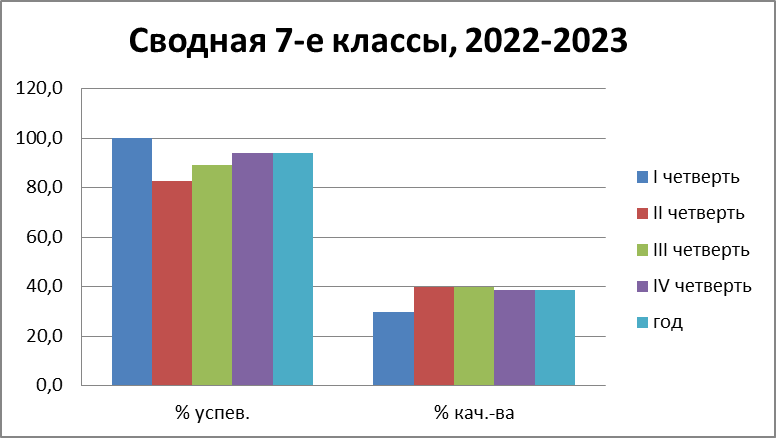 Сводная 7-е классы, 2022-2023
120,0
100,0
80,0
60,0
40,0
20,0
0,0
% успев.
% кач.-ва
I четверть
II четверть
III четверть
IV четверть
год